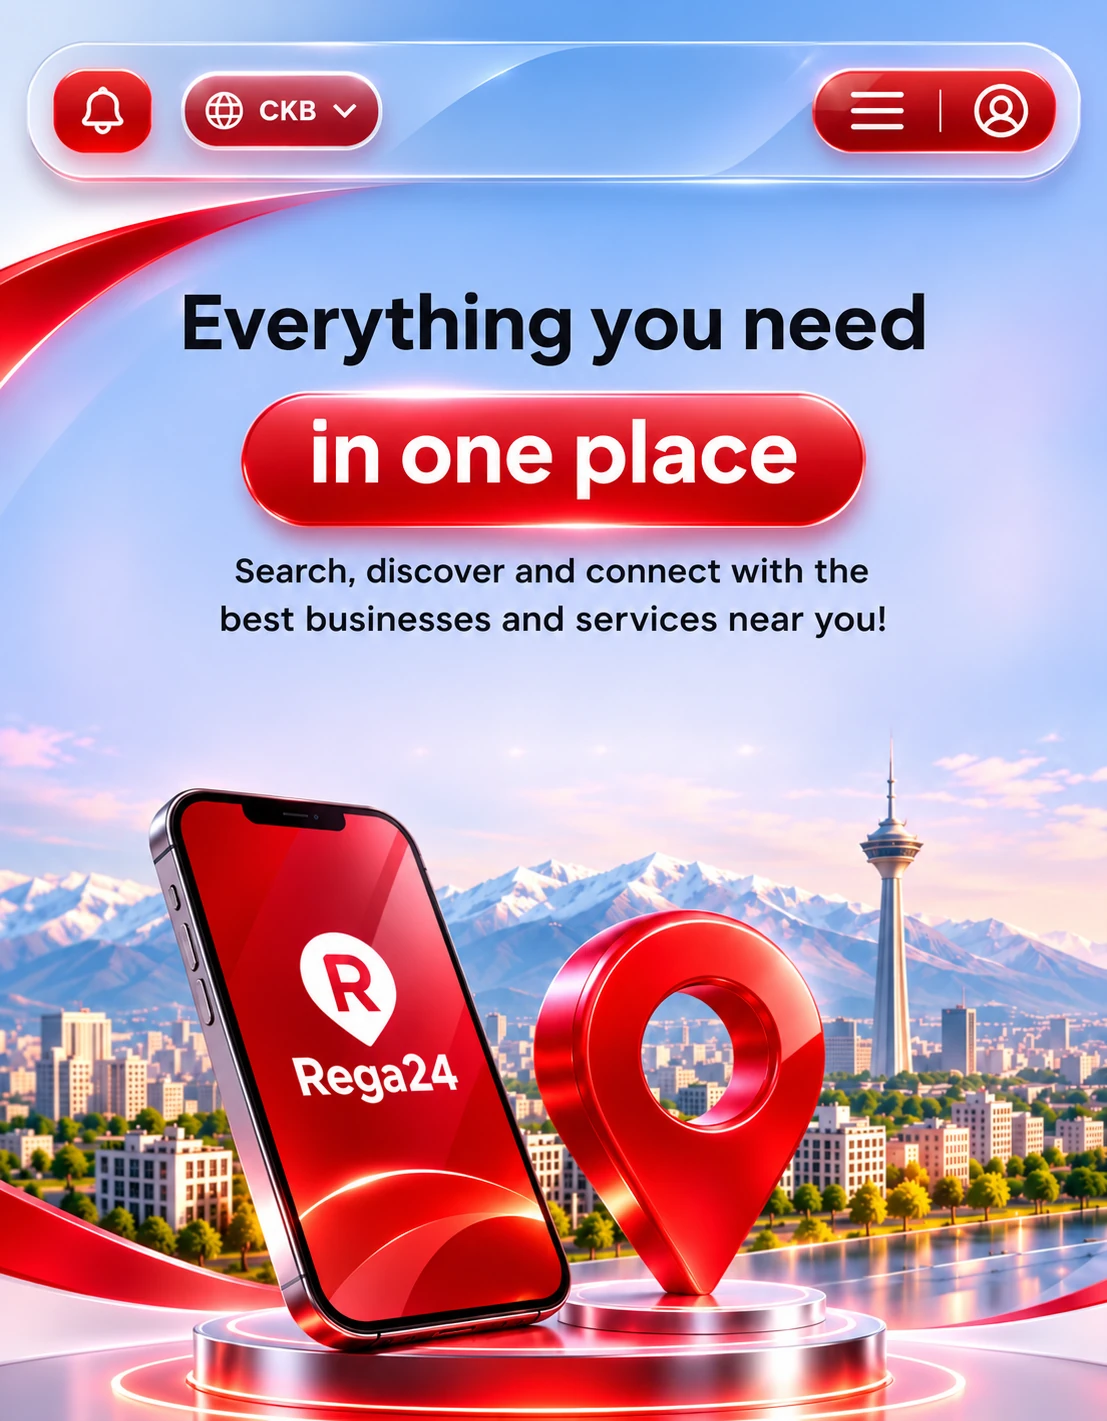 CKB
Everything you need
in one place
Search, discover and connect with the
best businesses and services near you!
R
Rega24